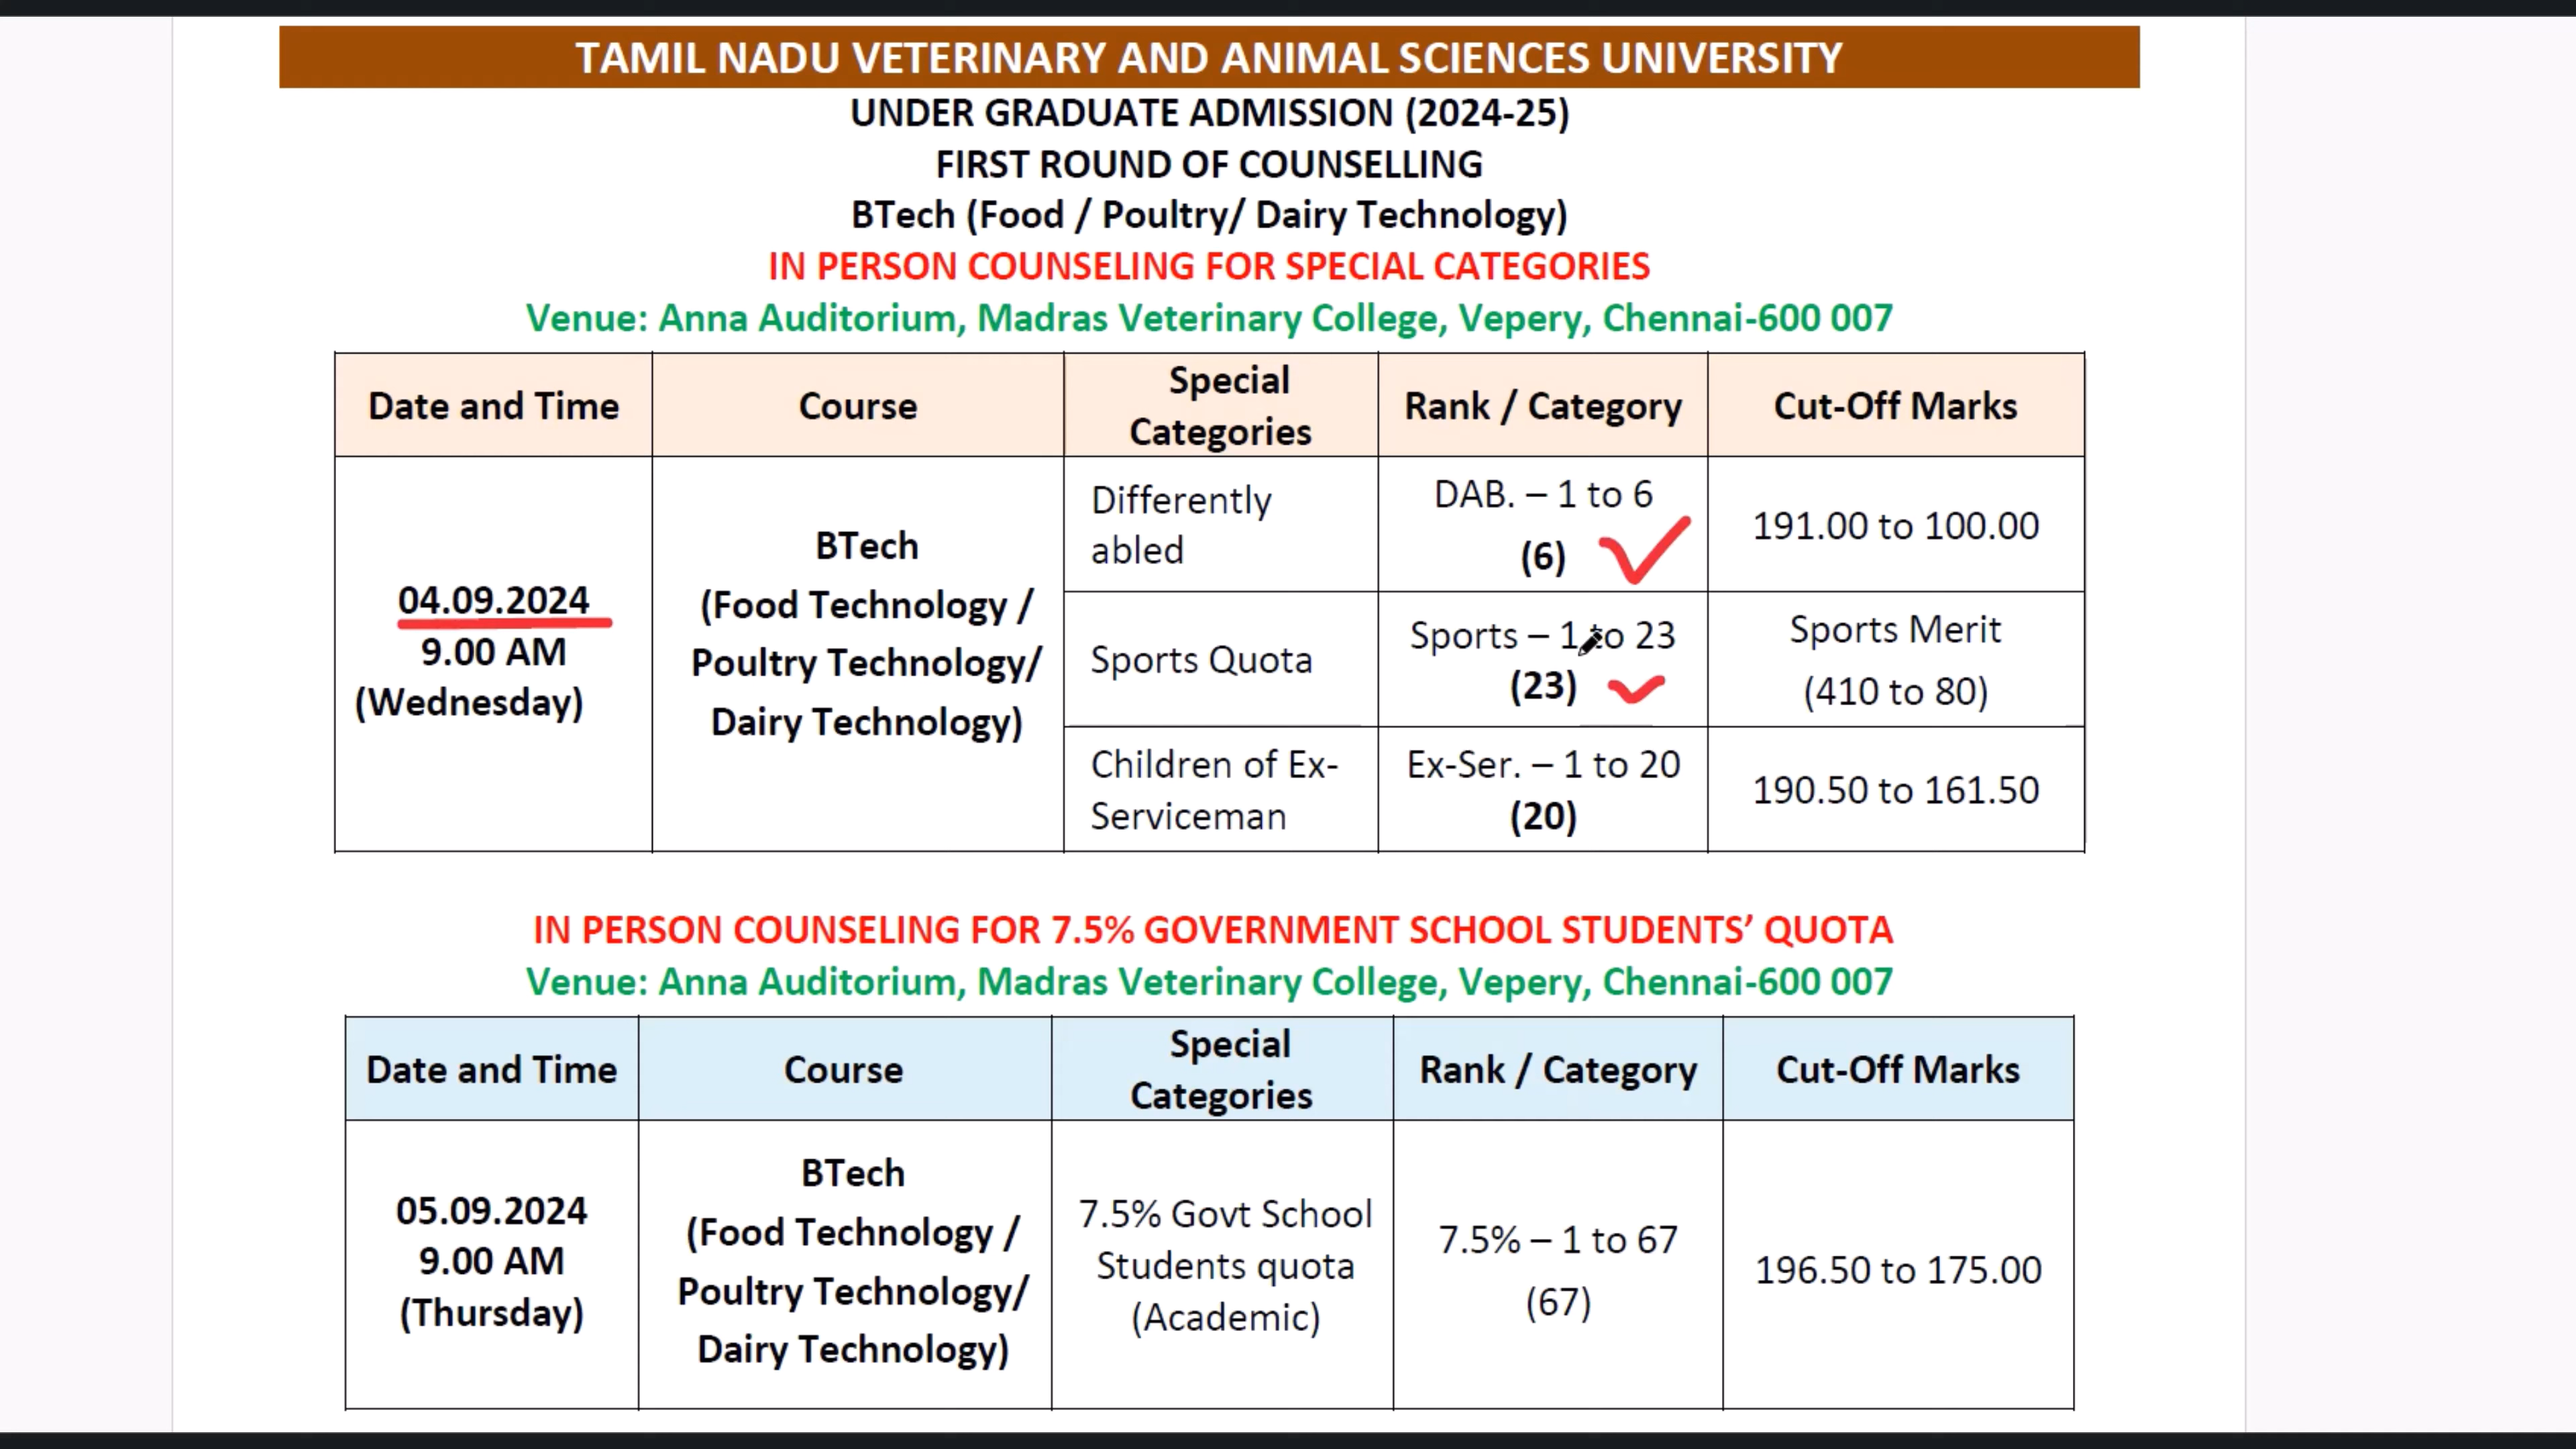 TAMIL NADU VETERINARY AND ANIMAL SCIENCES UNIVERSITY
UNDER GRADUATE ADMISSION (2024-25)
FIRST ROUND OF COUNSELLING
BTech (Food / Poultry/ Dairy Technology)
IN PERSON COUNSELING FOR SPECIAL CATEGORIES
Venue: Anna Auditorium, Madras Veterinary College, Vepery, Chennai-600 007
Date and Time
Course
Special
Categories
Rank / Category
Cut-Off Marks
04.09.2024
9.00 AM
(Wednesday)
BTech
(Food Technology /
Poultry Technology/
Dairy Technology)
Differently
abled
DAB. – 1 to 6
(6)
191.00 to 100.00
Sports Quota
Sports – 1 to 23
(23)
Sports Merit
(410 to 80)
Children of Ex-
Serviceman
Ex-Ser. – 1 to 20
(20)
190.50 to 161.50
IN PERSON COUNSELING FOR 7.5% GOVERNMENT SCHOOL STUDENTS’ QUOTA
Venue: Anna Auditorium, Madras Veterinary College, Vepery, Chennai-600 007
Date and Time
Course
Special
Categories
Rank / Category
Cut-Off Marks
05.09.2024
9.00 AM
(Thursday)
BTech
(Food Technology /
Poultry Technology/
Dairy Technology)
7.5% Govt School
Students quota
(Academic)
7.5% – 1 to 67
(67)
196.50 to 175.00